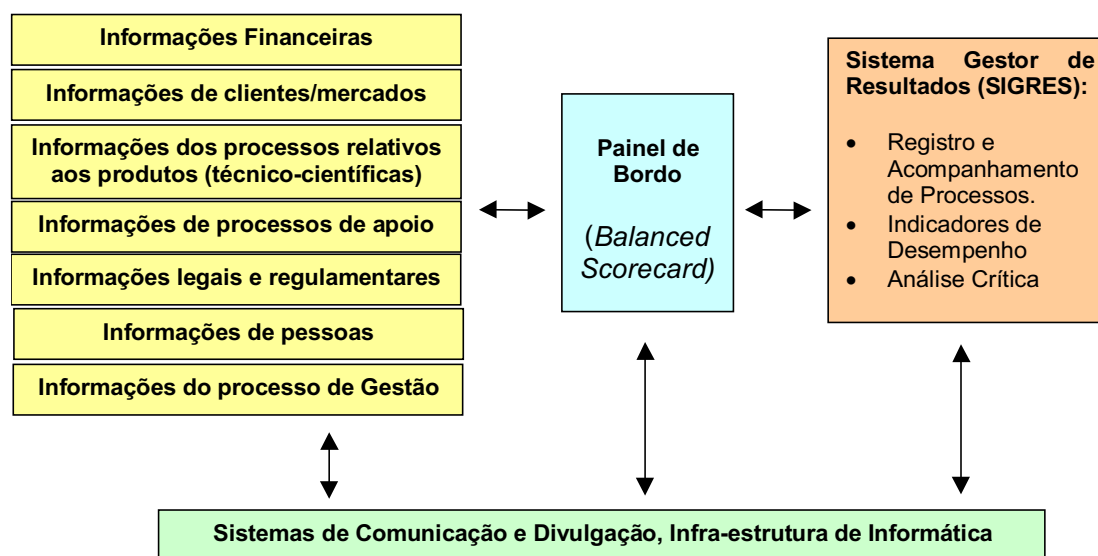 Informações Financeiras
Informações de clientes/mercados
Informações dos processos relativos
aos produtos (técnico-científicas)
Informações de processos de apoio
Informações legais e regulamentares
Informações de pessoas
Informações do processo de Gestão
Painel de
Bordo
(Balanced
Scorecard)
Sistema Gestor de
Resultados (SIGRES):
• Registro e
Acompanhamento
de Processos.
• Indicadores de
Desempenho
• Análise Crítica
Sistemas de Comunicação e Divulgação, Infra-estrutura de Informática